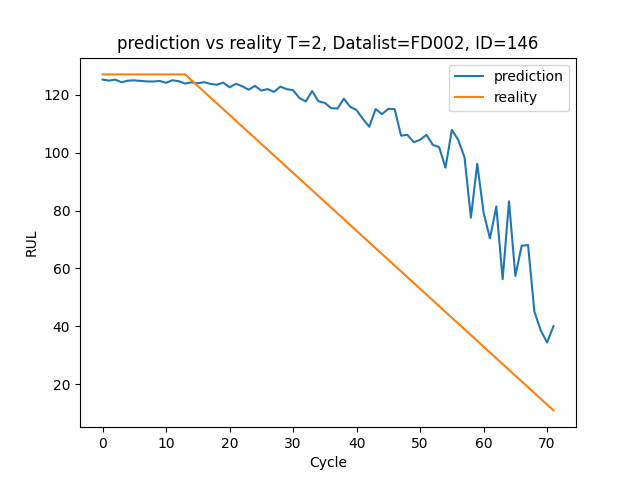 prediction vs reality T=2, Datalist=FD002, ID=146
prediction
reality
RUL
120
100
80
60
40
20
0 10 20 30 40 50 60 70
Cycle